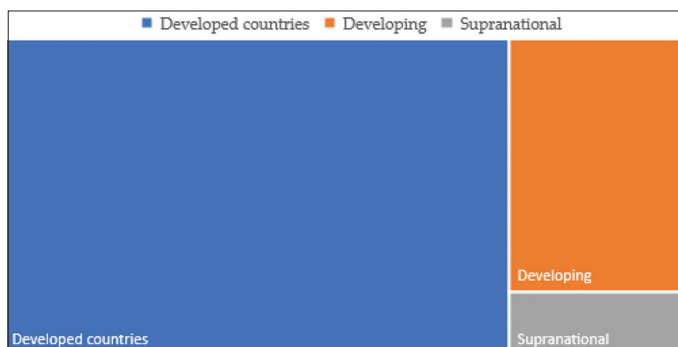 Developed countries Developing Supranational
Developing
Developed countries
Supranational